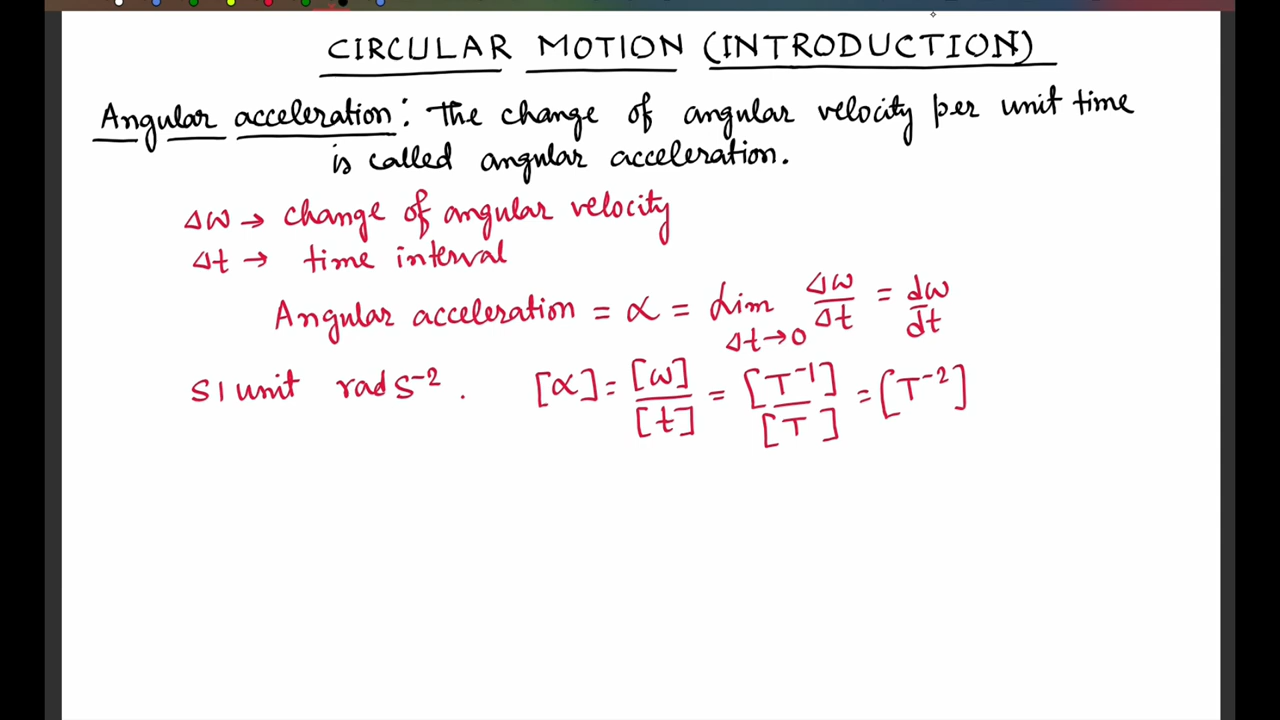 CIRCULAR MOTION (INTRODUCTION)
Angular acceleration: The change of angular velocity per unit time
is called angular acceleration.
Δω → change of angular velocity
Δt → time interval
Angular acceleration = α = Lim Δt→0 Δω/Δt = dω/dt
SI unit rad s⁻². [α] = [ω]/[t] = [T⁻¹]/[T] = [T⁻²]